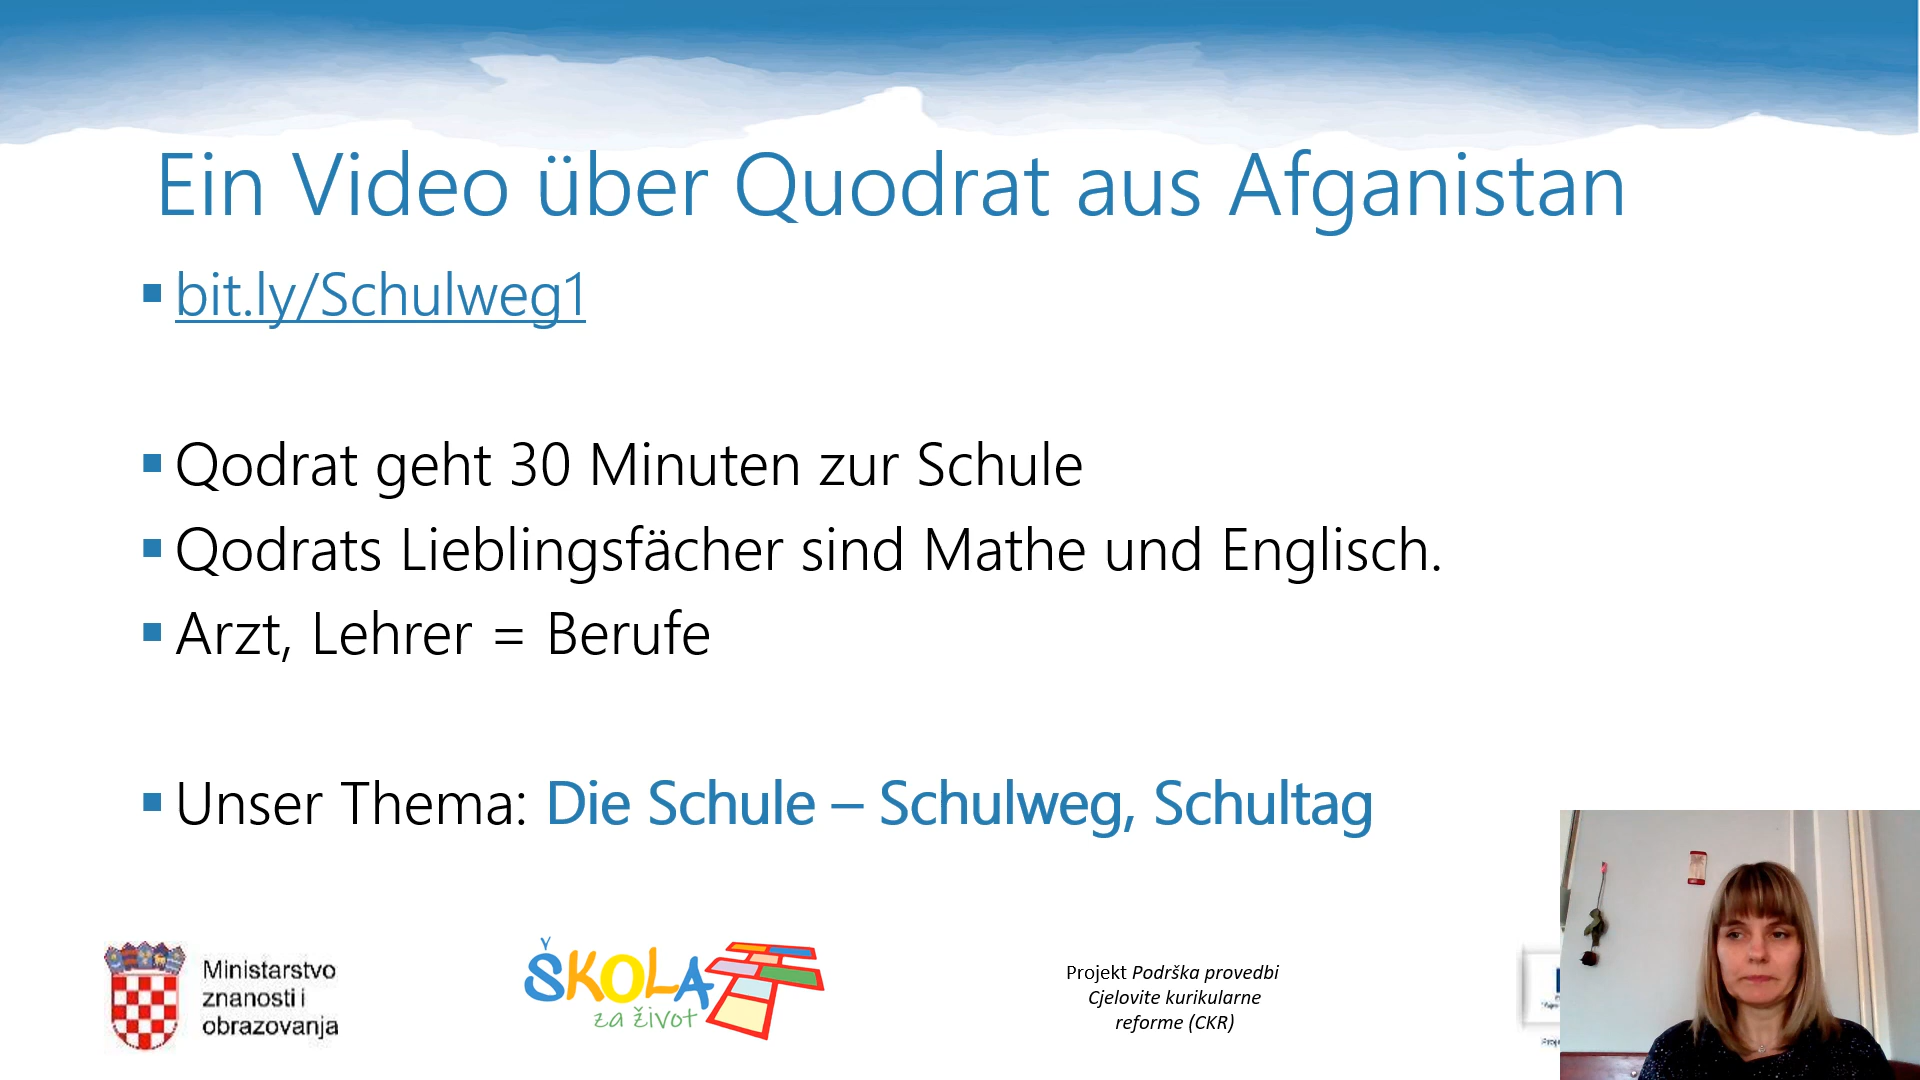 Ein Video über Quodrat aus Afganistan
bit.ly/Schulweg1
Qodrat geht 30 Minuten zur Schule
Qodrats Lieblingsfächer sind Mathe und Englisch.
Arzt, Lehrer = Berufe
Unser Thema: Die Schule – Schulweg, Schultag
Ministarstvo
znanosti i
obrazovanja
ŠKOLA
za život
Projekt Podrška provedbi
Cjelovite kurikularne
reforme (CKR)